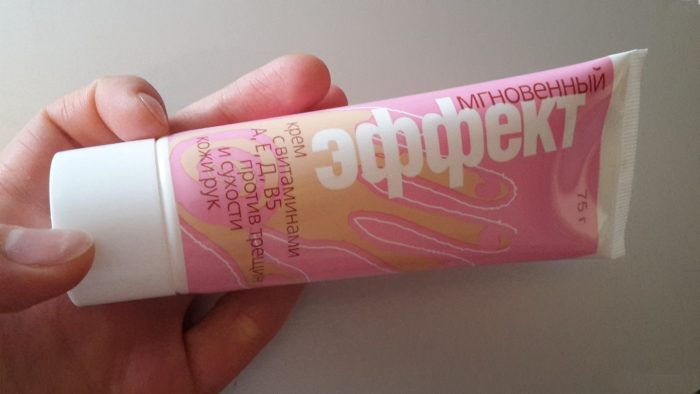 мгновенный
эффект
75 г
крем
с витаминами
А, Е, Д, В5
против трещин
и сухости
кожи рук